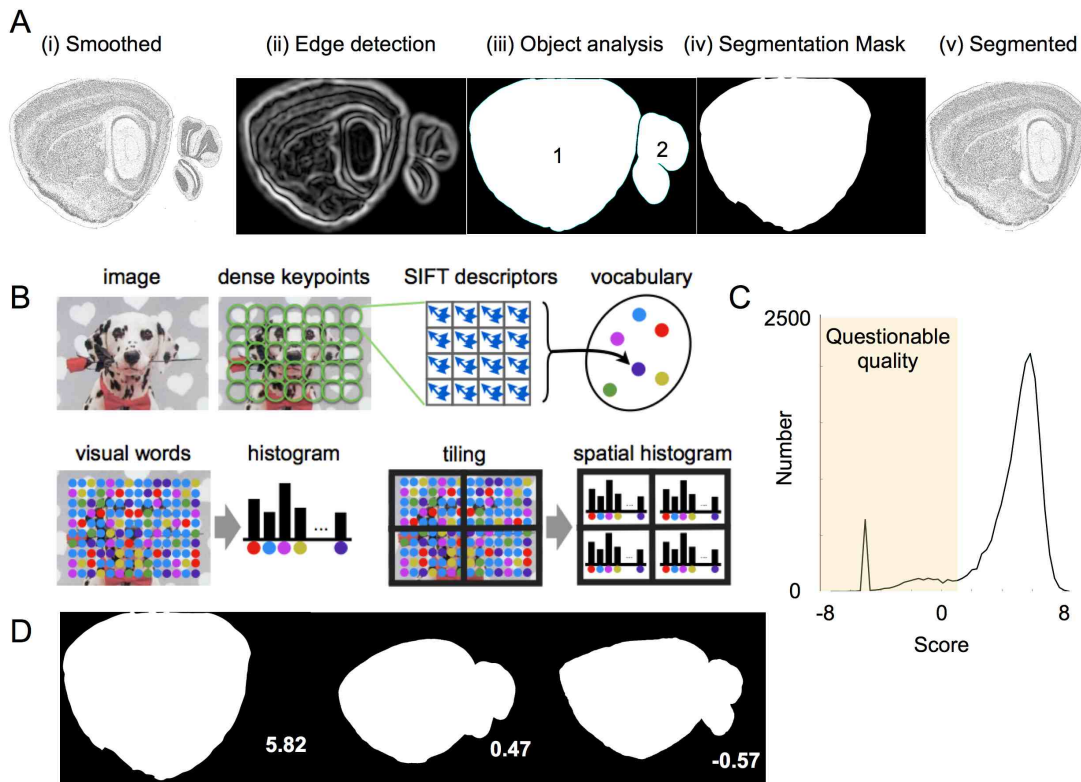 A
(i) Smoothed
(ii) Edge detection
(iii) Object analysis
(iv) Segmentation Mask
(v) Segmented
1
2
B
image
dense keypoints
SIFT descriptors
vocabulary
visual words
histogram
tiling
spatial histogram
...
...
...
...
...
C
2500
Questionable
quality
Number
0
-8
0
8
Score
D
5.82
0.47
-0.57